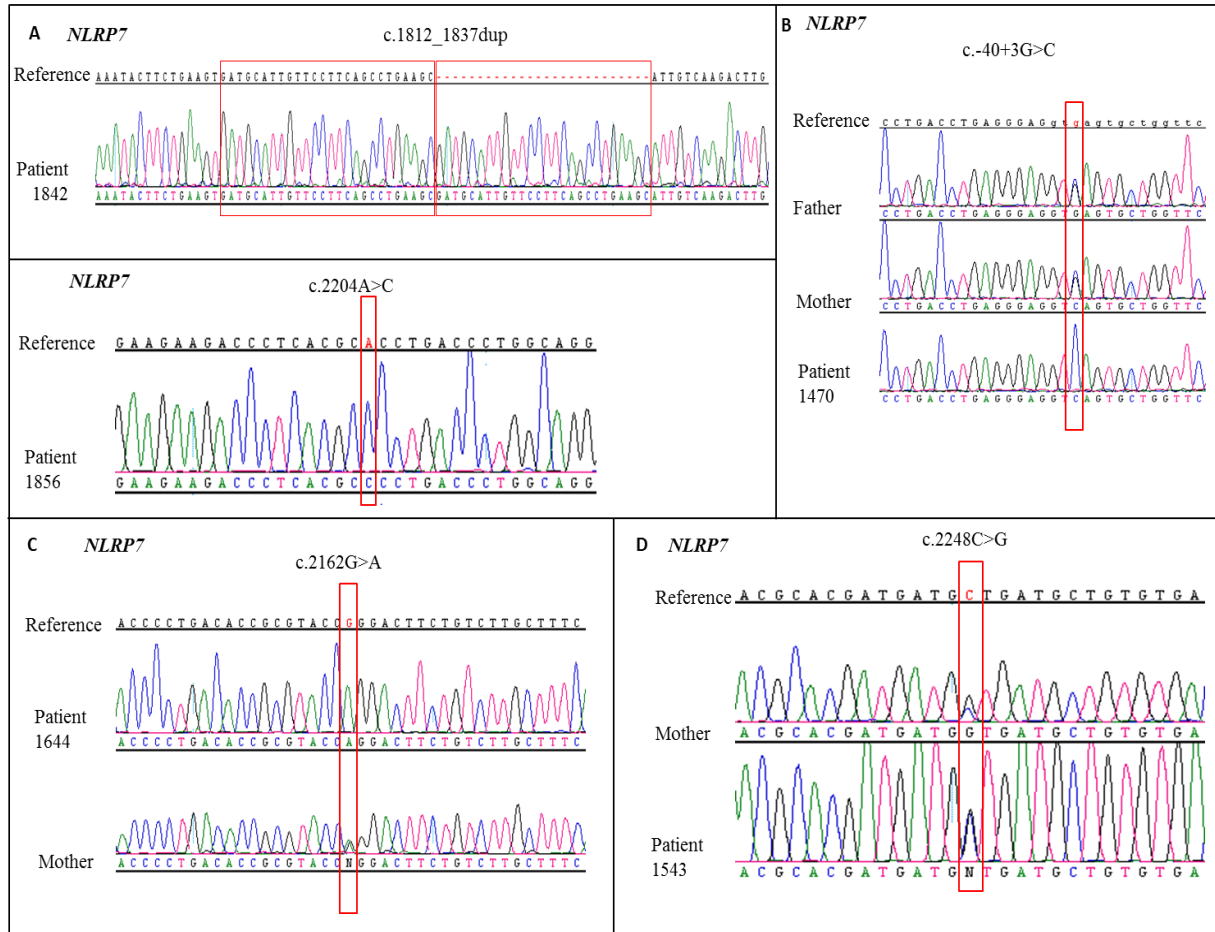 A NLRP7
c.1812_1837dup
Reference AAATACTTCTGAAGTGATGCATTGTTCCTTCAGCCTGAAGC--------------------------ATTGTCAAGACTTG
Patient
1842
AAATACTTCTGAAGTGATGCATTGTTCCTTCAGCCTGAAGCGATGCATTGTTCCTTCAGCCTGAAGCATTGTCAAGACTTG
NLRP7
c.2204A>C
Reference GAAGAAGACCCTCACGCACCTGACCCTGGCAGG
Patient
1856
GAAGAAGACCCTCACGCCCCTGACCCTGGCAGG
B NLRP7
c.-40+3G>C
Reference CCTGACCTGAGGGAGgtgagtgctggttc
Father
CCTGACCTGAGGGAGGTGAGTGCTGGTTC
Mother
CCTGACCTGAGGGAGGTCAGTGCTGGTTC
Patient
1470
CCTGACCTGAGGGAGGTCAGTGCTGGTTC
C NLRP7
c.2162G>A
Reference ACCCCTGACACCGCGTACCGGGACTTCTGTCTTGCTTTC
Patient
1644
ACCCCTGACACCGCGTACCAGGACTTCTGTCTTGCTTTC
Mother
ACCCCTGACACCGCGTACCNGGACTTCTGTCTTGCTTTC
D NLRP7
c.2248C>G
Reference ACGCACGATGATGCTGATGCTGTGTGA
Mother
ACGCACGATGATGGTGATGCTGTGTGA
Patient
1543
ACGCACGATGATGNTGATGCTGTGTGA